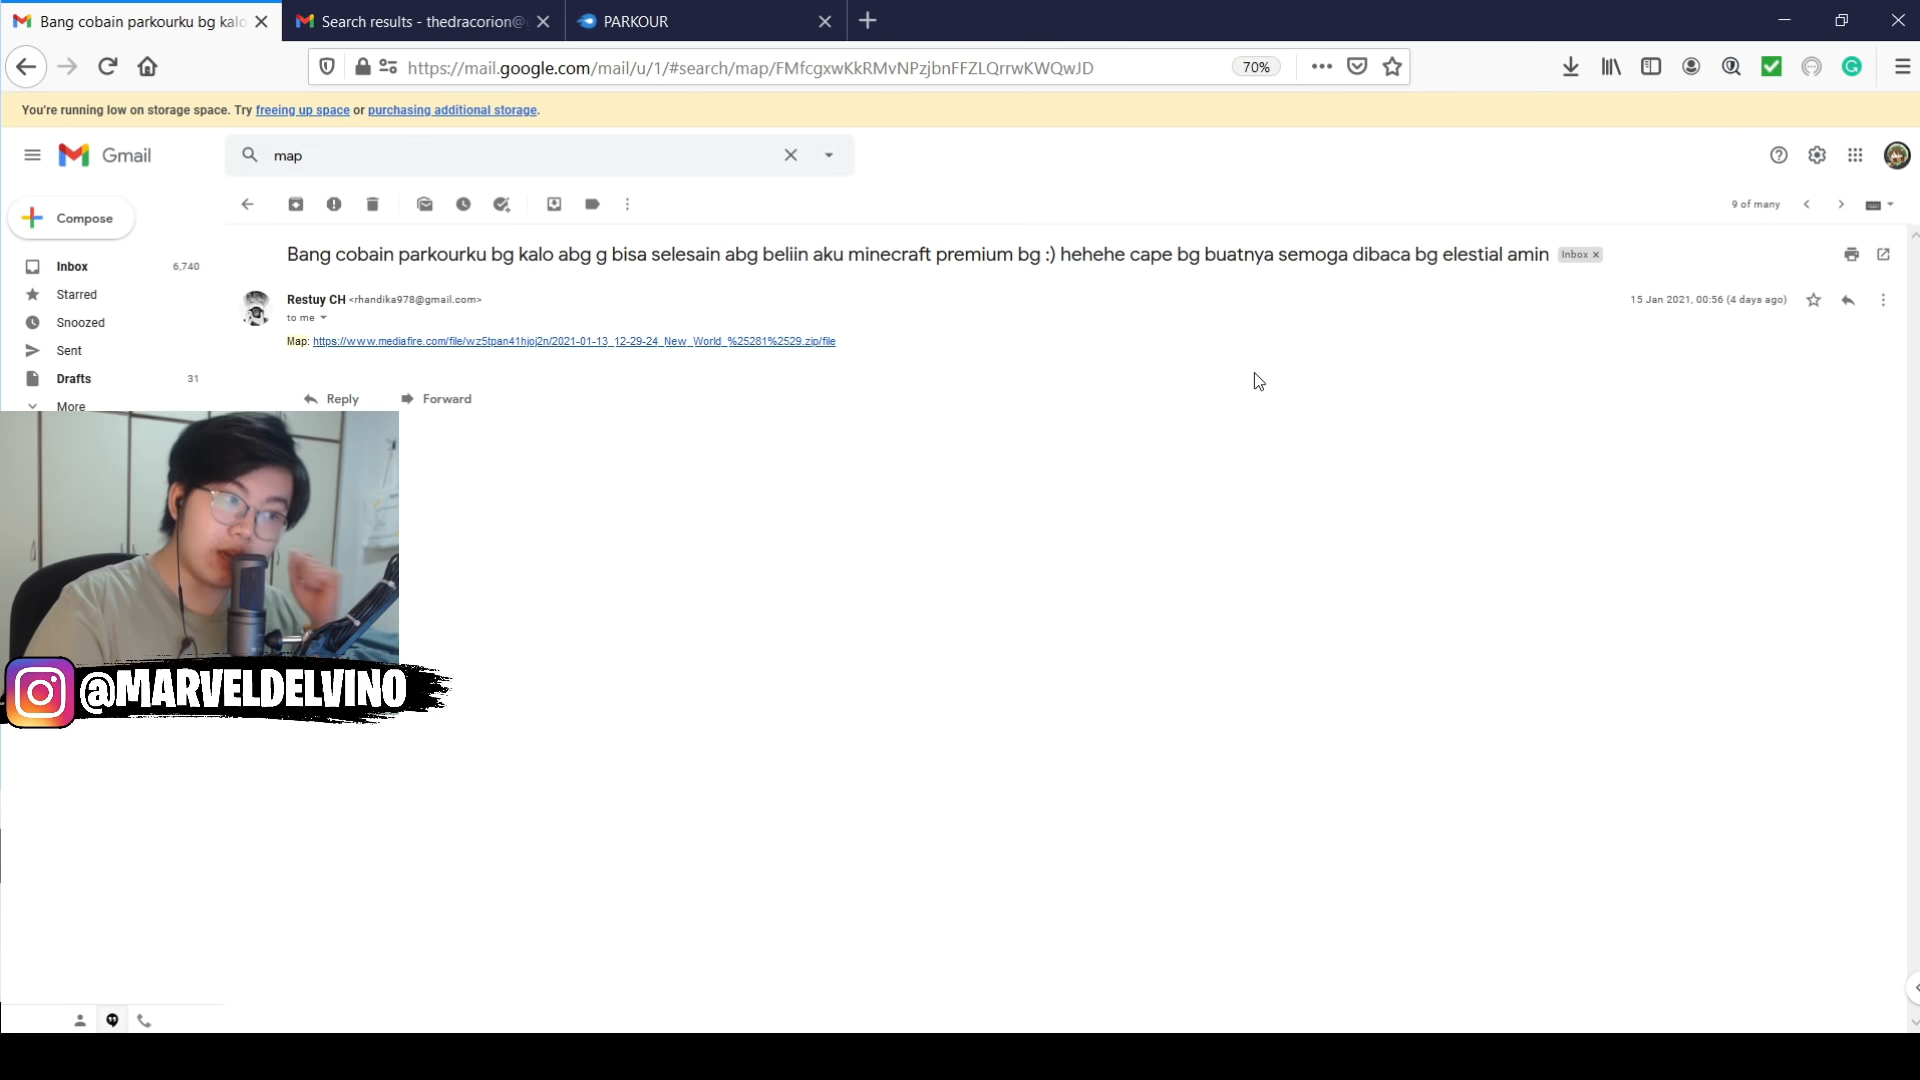 Bang cobain parkourku bg kalo
Search results - thedracorion@
PARKOUR
https://mail.google.com/mail/u/1/#search/map/FMfcgxwKkRMvNPzjbnFFZLQrrwKWQwJD
70%
You're running low on storage space. Try freeing up space or purchasing additional storage.
Gmail
map
Compose
9 of many
Inbox 6,740
Starred
Snoozed
Sent
Drafts 31
More
Bang cobain parkourku bg kalo abg g bisa selesain abg beliin aku minecraft premium bg :) hehehe cape bg buatnya semoga dibaca bg elestial amin Inbox x
Restuy CH <rhandika978@gmail.com>
15 Jan 2021, 00:56 (4 days ago)
to me
Map: https://www.mediafire.com/file/wz5tpan41hjoj2n/2021-01-13_12-29-24_New_World_%25281%2529.zip/file
Reply
Forward
@MARVELDELVINO